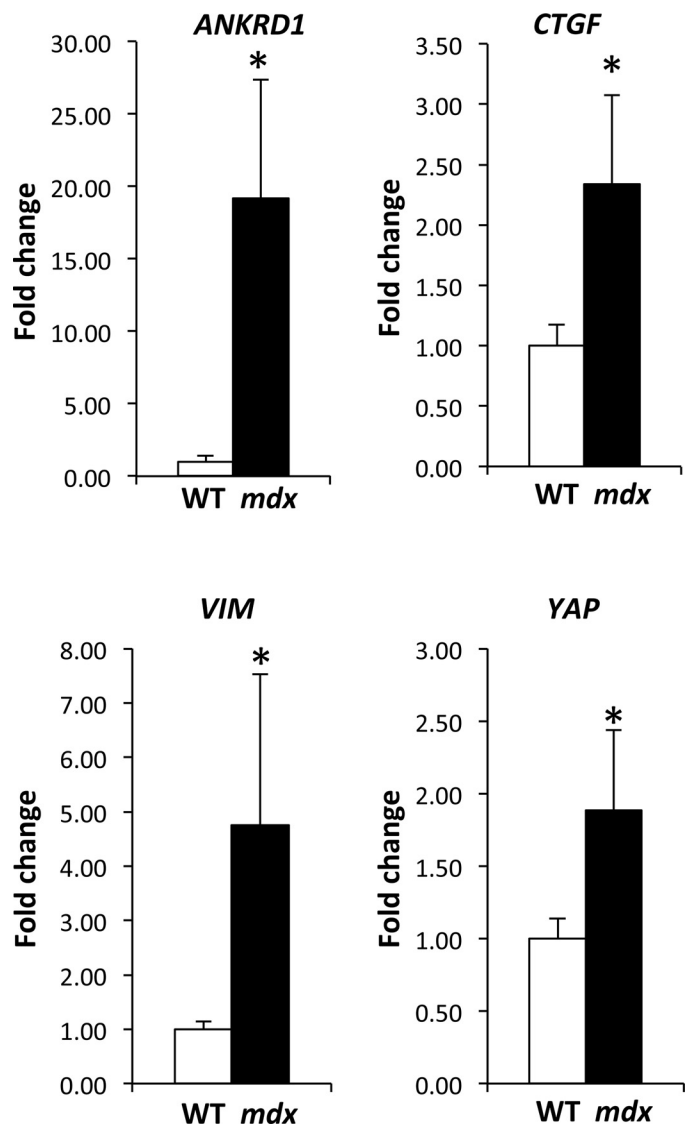 ANKRD1
30.00
25.00
20.00
15.00
10.00
5.00
0.00
Fold change
*
WT mdx
CTGF
3.50
3.00
2.50
2.00
1.50
1.00
0.50
0.00
Fold change
*
WT mdx
VIM
8.00
7.00
6.00
5.00
4.00
3.00
2.00
1.00
0.00
Fold change
*
WT mdx
YAP
3.00
2.50
2.00
1.50
1.00
0.50
0.00
Fold change
*
WT mdx